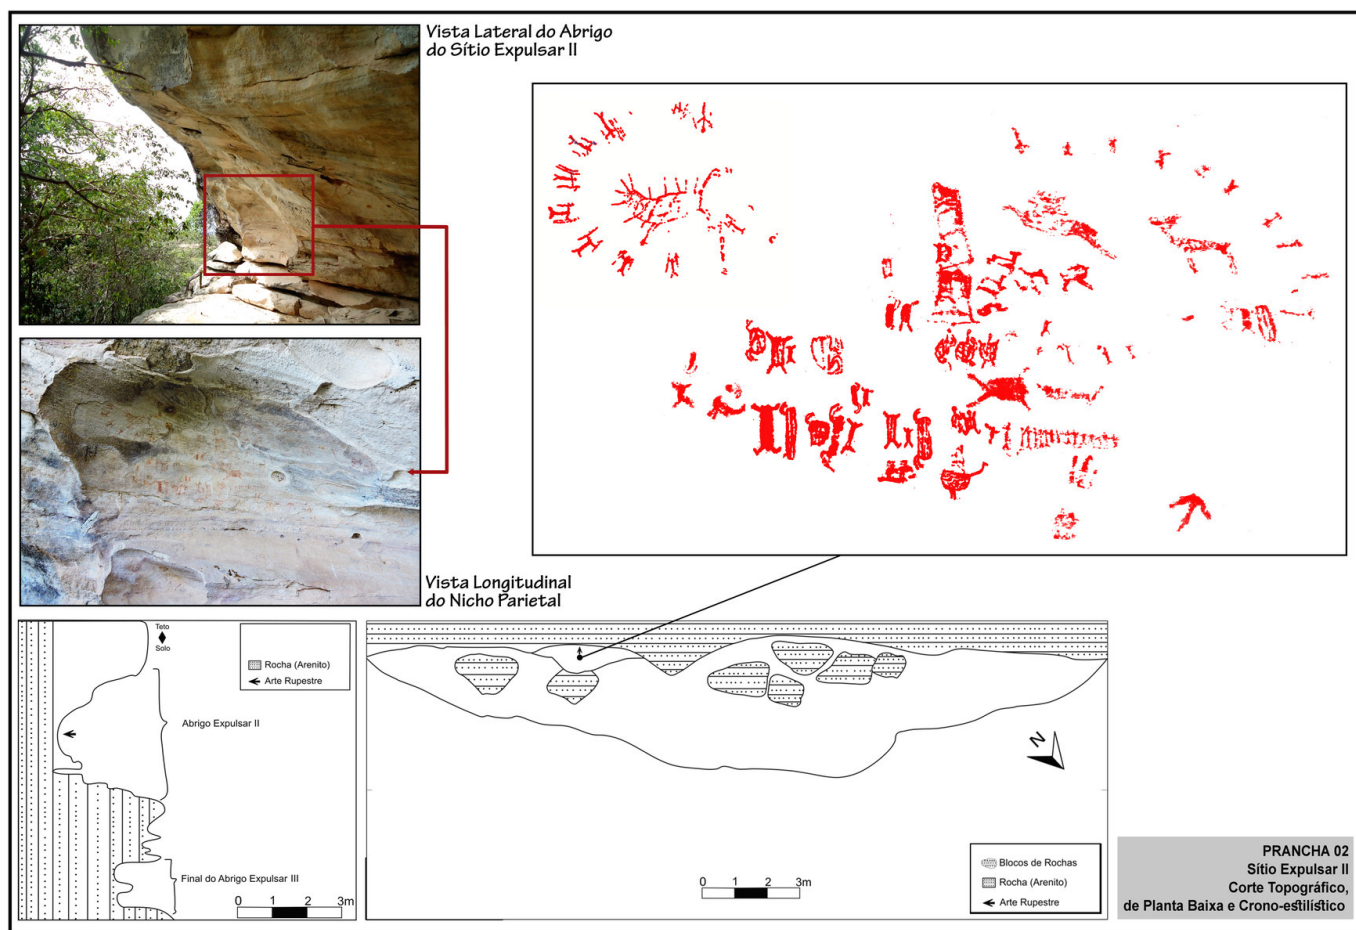 Vista Lateral do Abrigo
do Sítio Expulsar II
Vista Longitudinal
do Nicho Parietal
Teto
Solo
Rocha (Arenito)
Arte Rupestre
Abrigo Expulsar II
Final do Abrigo Expulsar III
0 1 2 3m
N
Blocos de Rochas
Rocha (Arenito)
Arte Rupestre
0 1 2 3m
PRANCHA 02
Sítio Expulsar II
Corte Topográfico,
de Planta Baixa e Crono-estilístico